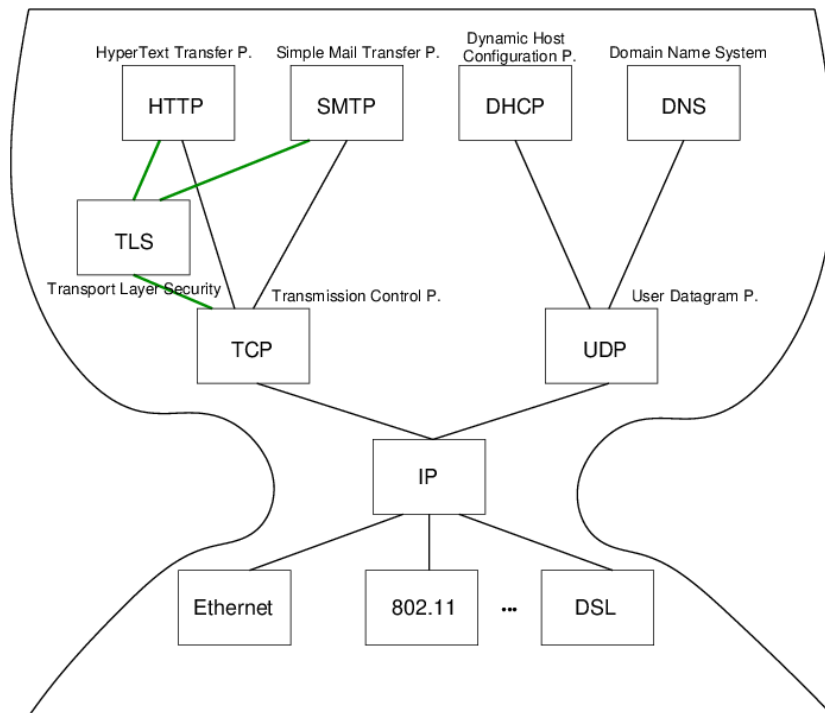 HyperText Transfer P.
Simple Mail Transfer P.
Dynamic Host
Configuration P.
Domain Name System
HTTP
SMTP
DHCP
DNS
TLS
Transport Layer Security
Transmission Control P.
User Datagram P.
TCP
UDP
IP
Ethernet
802.11
...
DSL